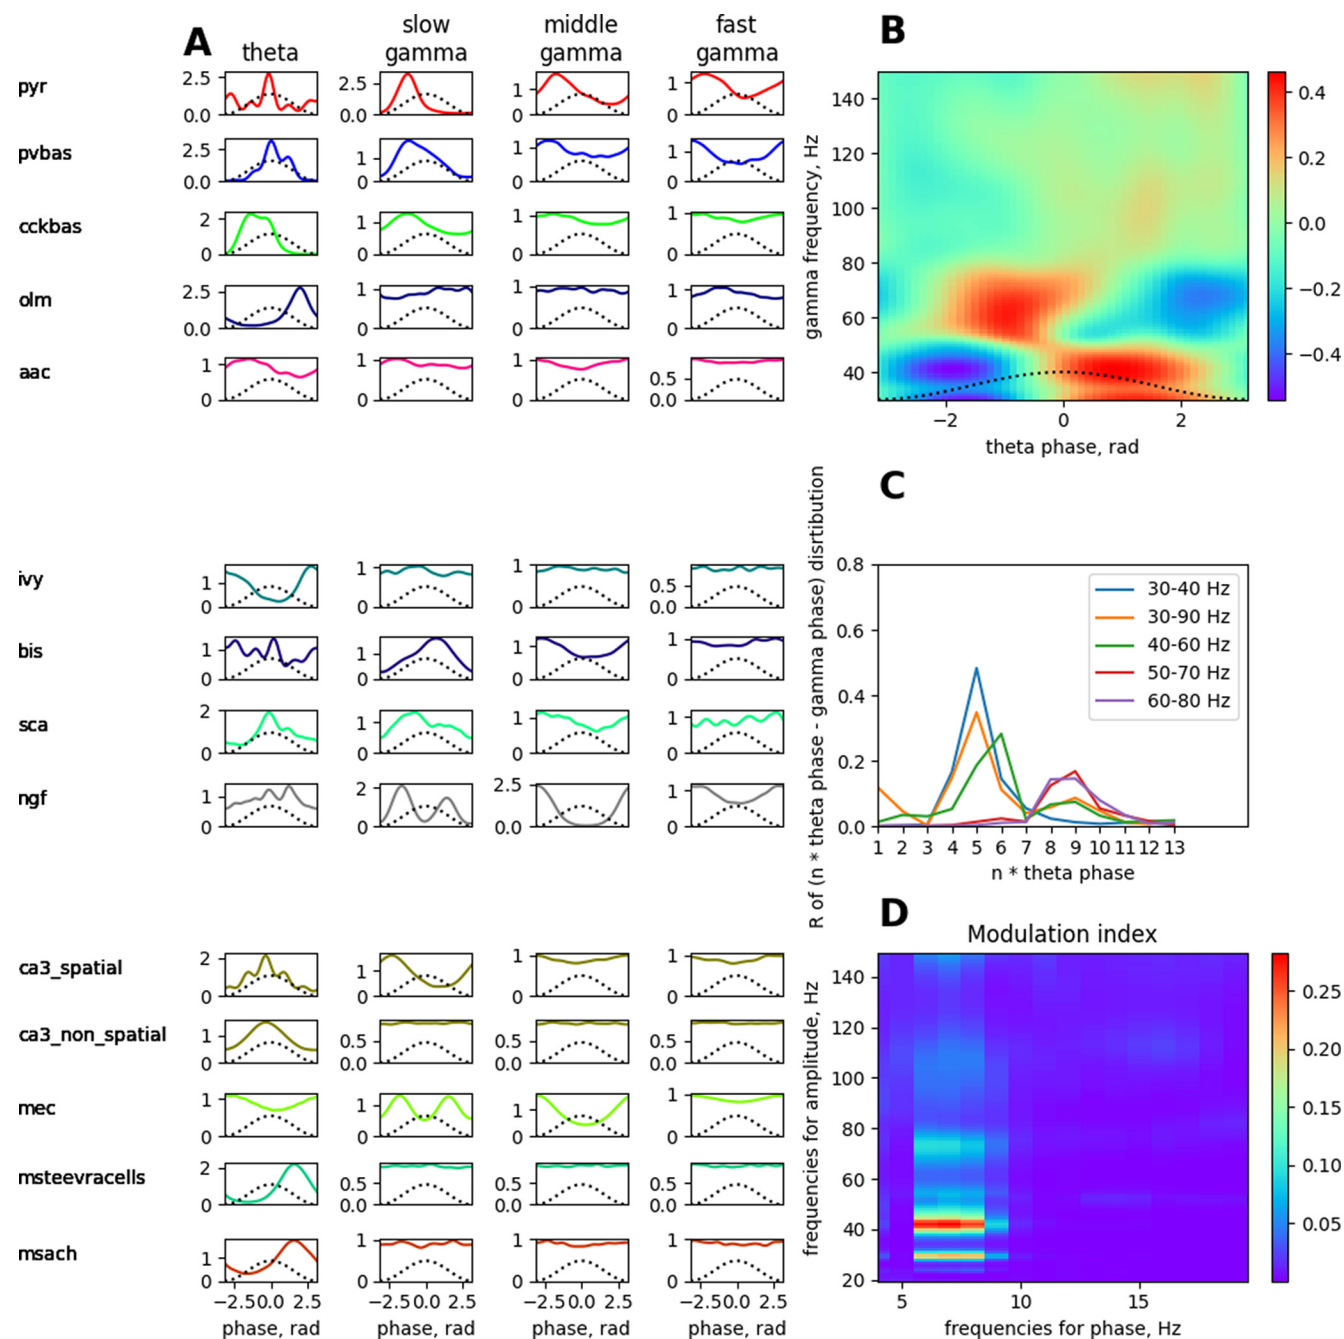 A
theta
slow
gamma
middle
gamma
fast
gamma
pyr
2.5
0.0
2.5
0.0
1
0
1
0
pvbas
2.5
0.0
1
0
1
0
1
0
cckbas
2
0
1
0
1
0
1
0
olm
2.5
0.0
1
0
1
0
1
0
aac
1
0
1
0
1
0
0.5
0.0
ivy
1
0
1
0
1
0
0.5
0.0
bis
1
0
1
0
1
0
1
0
sca
2
0
1
0
1
0
1
0
ngf
1
0
2
0
2.5
0.0
1
0
ca3_spatial
2
0
1
0
1
0
1
0
ca3_non_spatial
1
0
0.5
0.0
0.5
0.0
0.5
0.0
mec
1
0
1
0
1
0
1
0
msteevracells
2
0
0.5
0.0
0.5
0.0
0.5
0.0
msach
1
0
1
0
1
0
1
0
−2.5 0.0 2.5
−2.5 0.0 2.5
−2.5 0.0 2.5
−2.5 0.0 2.5
phase, rad
phase, rad
phase, rad
phase, rad
B
gamma frequency, Hz
140
120
100
80
60
40
−2 0 2
theta phase, rad
0.4
0.2
0.0
−0.2
−0.4
C
R of (n * theta phase - gamma phase) disrtibution
0.8
0.6
0.4
0.2
0.0
30-40 Hz
30-90 Hz
40-60 Hz
50-70 Hz
60-80 Hz
1 2 3 4 5 6 7 8 9 10 11 12 13
n * theta phase
D
Modulation index
frequencies for amplitude, Hz
140
120
100
80
60
40
20
5 10 15
frequencies for phase, Hz
0.25
0.20
0.15
0.10
0.05